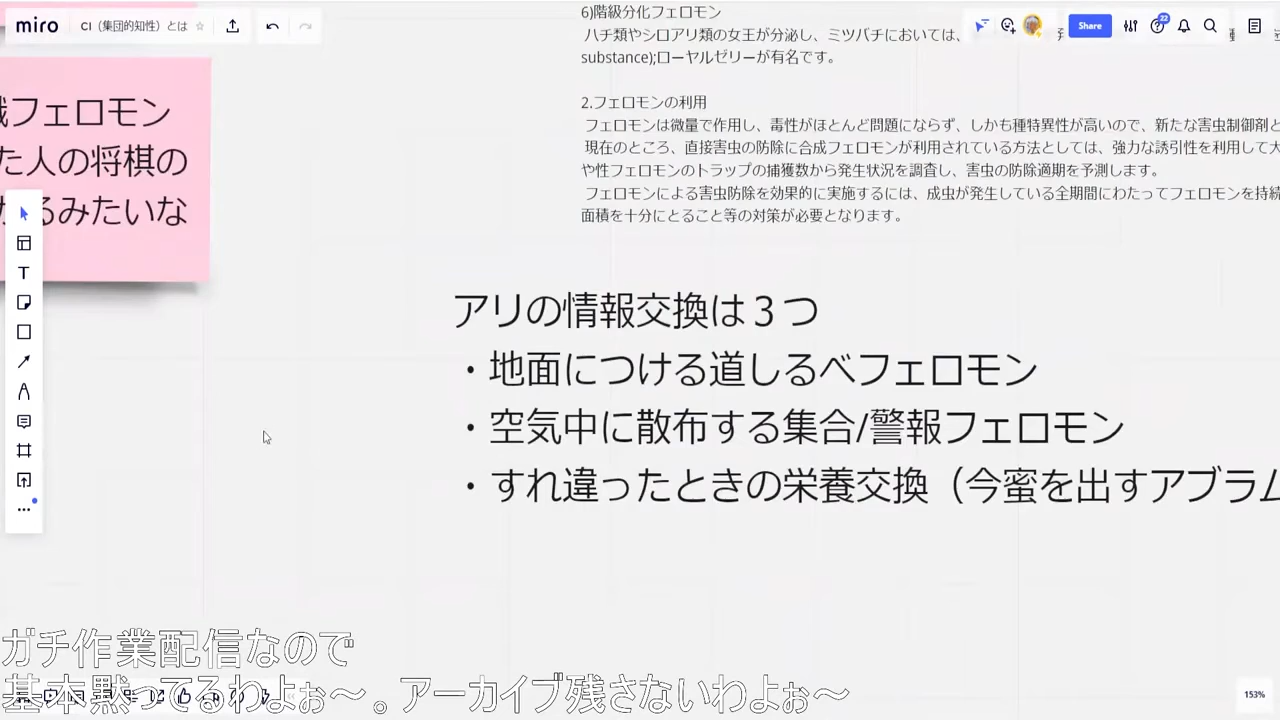 miro
CI（集団的知性）とは
Share
22
6)階級分化フェロモン
ハチ類やシロアリ類の女王が分泌し、ミツバチにおいては、
substance);ローヤルゼリーが有名です。
2.フェロモンの利用
フェロモンは微量で作用し、毒性がほとんど問題にならず、しかも種特異性が高いので、新たな害虫制御剤と
現在のところ、直接害虫の防除に合成フェロモンが利用されている方法としては、強力な誘引性を利用して大
や性フェロモンのトラップの捕獲数から発生状況を調査し、害虫の防除適期を予測します。
フェロモンによる害虫防除を効果的に実施するには、成虫が発生している全期間にわたってフェロモンを持続
面積を十分にとること等の対策が必要となります。
フェロモン
た人の将棋の
るみたいな
アリの情報交換は３つ
・地面につける道しるべフェロモン
・空気中に散布する集合/警報フェロモン
・すれ違ったときの栄養交換（今蜜を出すアブラム
ガチ作業配信なので
基本黙ってるわよぉ～。アーカイブ残さないわよぉ～
153%